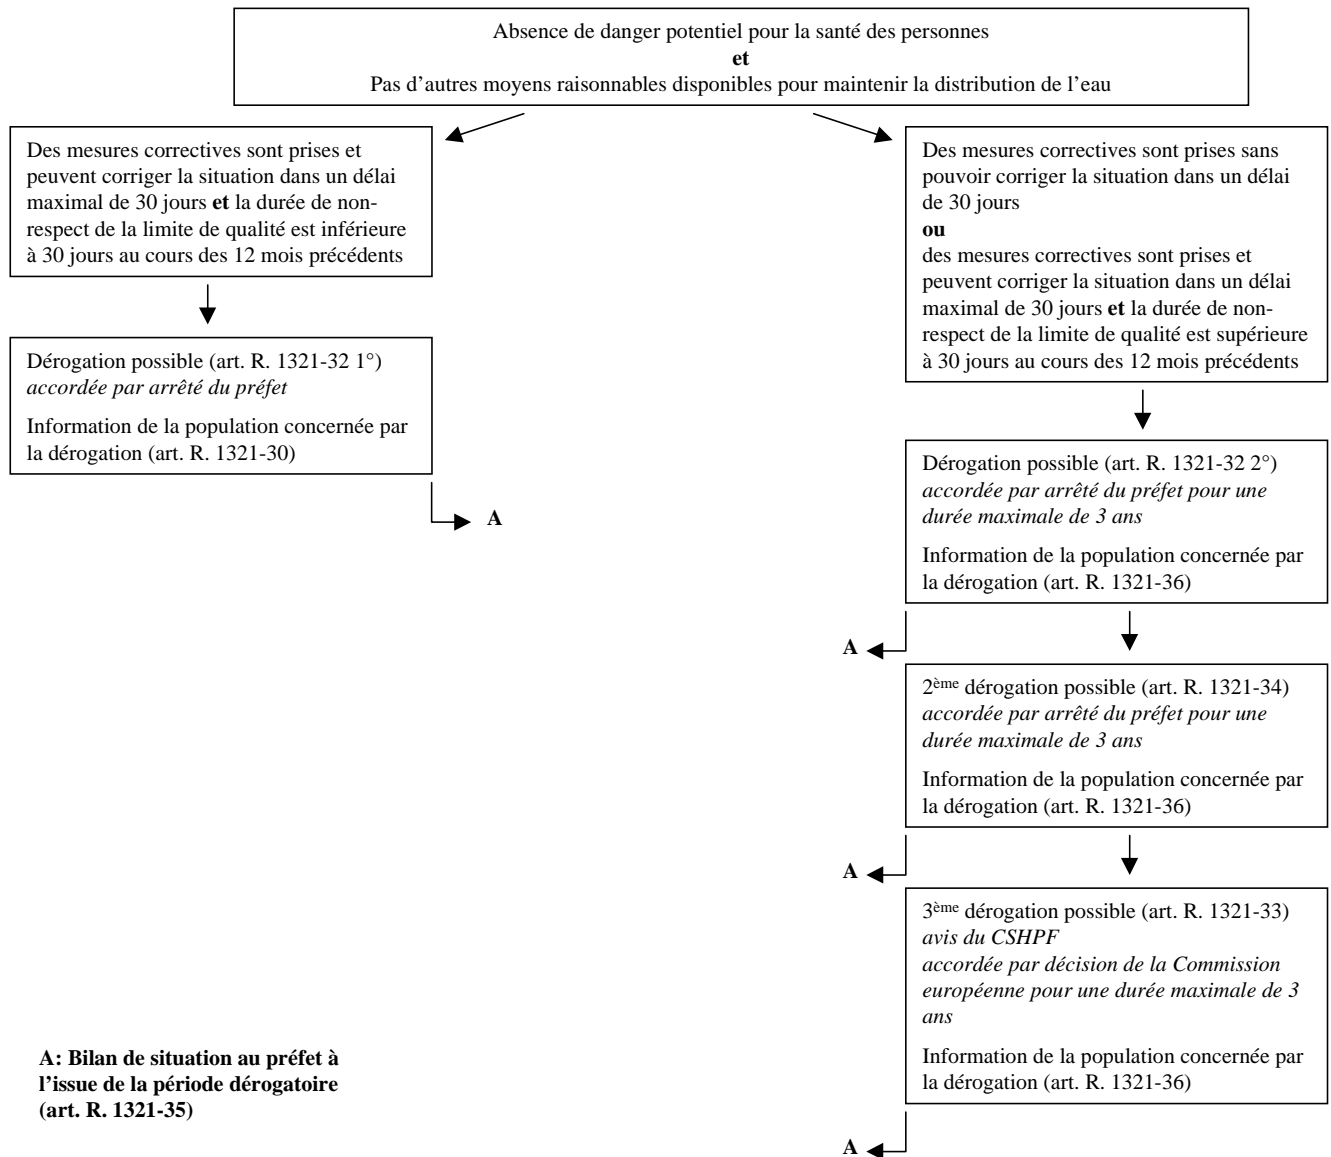 Absence de danger potentiel pour la santé des personnes
et
Pas d'autres moyens raisonnables disponibles pour maintenir la distribution de l'eau
Des mesures correctives sont prises et
peuvent corriger la situation dans un délai
maximal de 30 jours et la durée de non-
respect de la limite de qualité est inférieure
à 30 jours au cours des 12 mois précédents
Dérogation possible (art. R. 1321-32 1°)
accordée par arrêté du préfet
Information de la population concernée par
la dérogation (art. R. 1321-30)
A
Des mesures correctives sont prises sans
pouvoir corriger la situation dans un délai
de 30 jours
ou
des mesures correctives sont prises et
peuvent corriger la situation dans un délai
maximal de 30 jours et la durée de non-
respect de la limite de qualité est supérieure
à 30 jours au cours des 12 mois précédents
Dérogation possible (art. R. 1321-32 2°)
accordée par arrêté du préfet pour une
durée maximale de 3 ans
Information de la population concernée par
la dérogation (art. R. 1321-36)
A
2ème dérogation possible (art. R. 1321-34)
accordée par arrêté du préfet pour une
durée maximale de 3 ans
Information de la population concernée par
la dérogation (art. R. 1321-36)
A
3ème dérogation possible (art. R. 1321-33)
avis du CSHPF
accordée par décision de la Commission
européenne pour une durée maximale de 3
ans
Information de la population concernée par
la dérogation (art. R. 1321-36)
A
A: Bilan de situation au préfet à
l'issue de la période dérogatoire
(art. R. 1321-35)